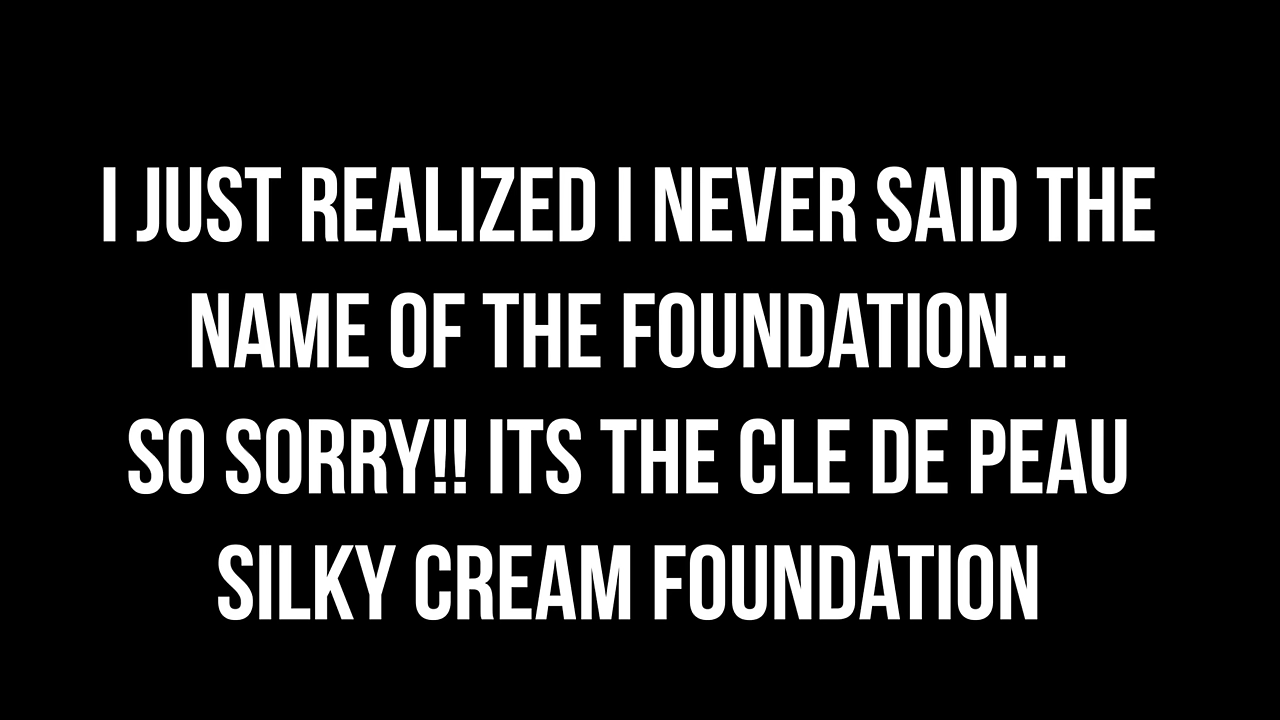 I JUST REALIZED I NEVER SAID THE
NAME OF THE FOUNDATION...
SO SORRY!! ITS THE CLE DE PEAU
SILKY CREAM FOUNDATION